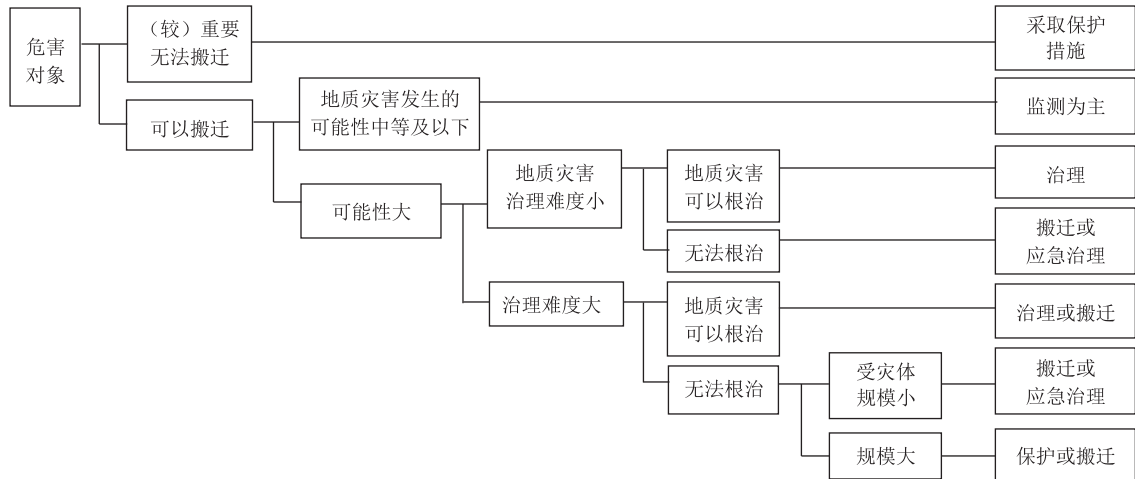 危害
对象
（较）重要
无法搬迁
采取保护
措施
可以搬迁
地质灾害发生的
可能性中等及以下
监测为主
可能性大
地质灾害
治理难度小
地质灾害
可以根治
治理
无法根治
搬迁或
应急治理
治理难度大
地质灾害
可以根治
治理或搬迁
无法根治
受灾体
规模小
搬迁或
应急治理
规模大
保护或搬迁